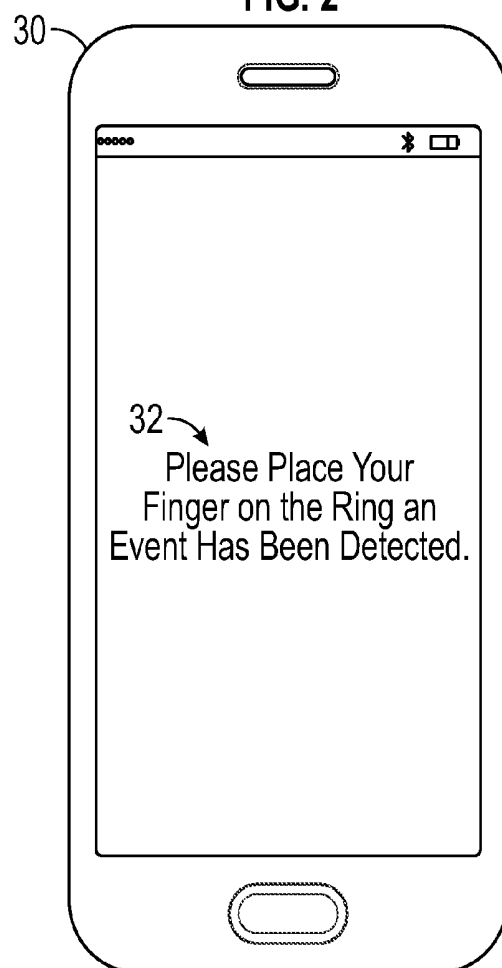 FIG. 2
30
32
Please Place Your
Finger on the Ring an
Event Has Been Detected.